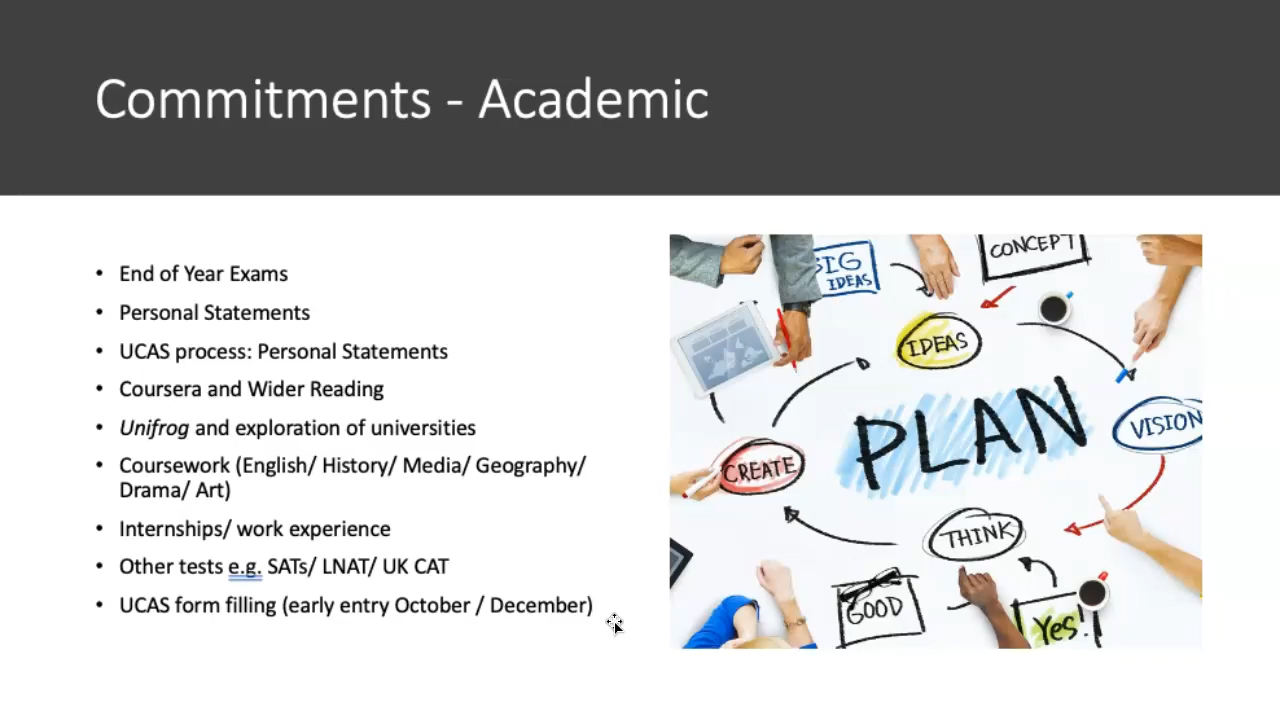 Commitments - Academic
• End of Year Exams
• Personal Statements
• UCAS process: Personal Statements
• Coursera and Wider Reading
• Unifrog and exploration of universities
• Coursework (English/ History/ Media/ Geography/
Drama/ Art)
• Internships/ work experience
• Other tests e.g. SATs/ LNAT/ UK CAT
• UCAS form filling (early entry October / December)
BIG
IDEAS
CONCEPT
IDEAS
PLAN
VISION
CREATE
THINK
GOOD
Yes!